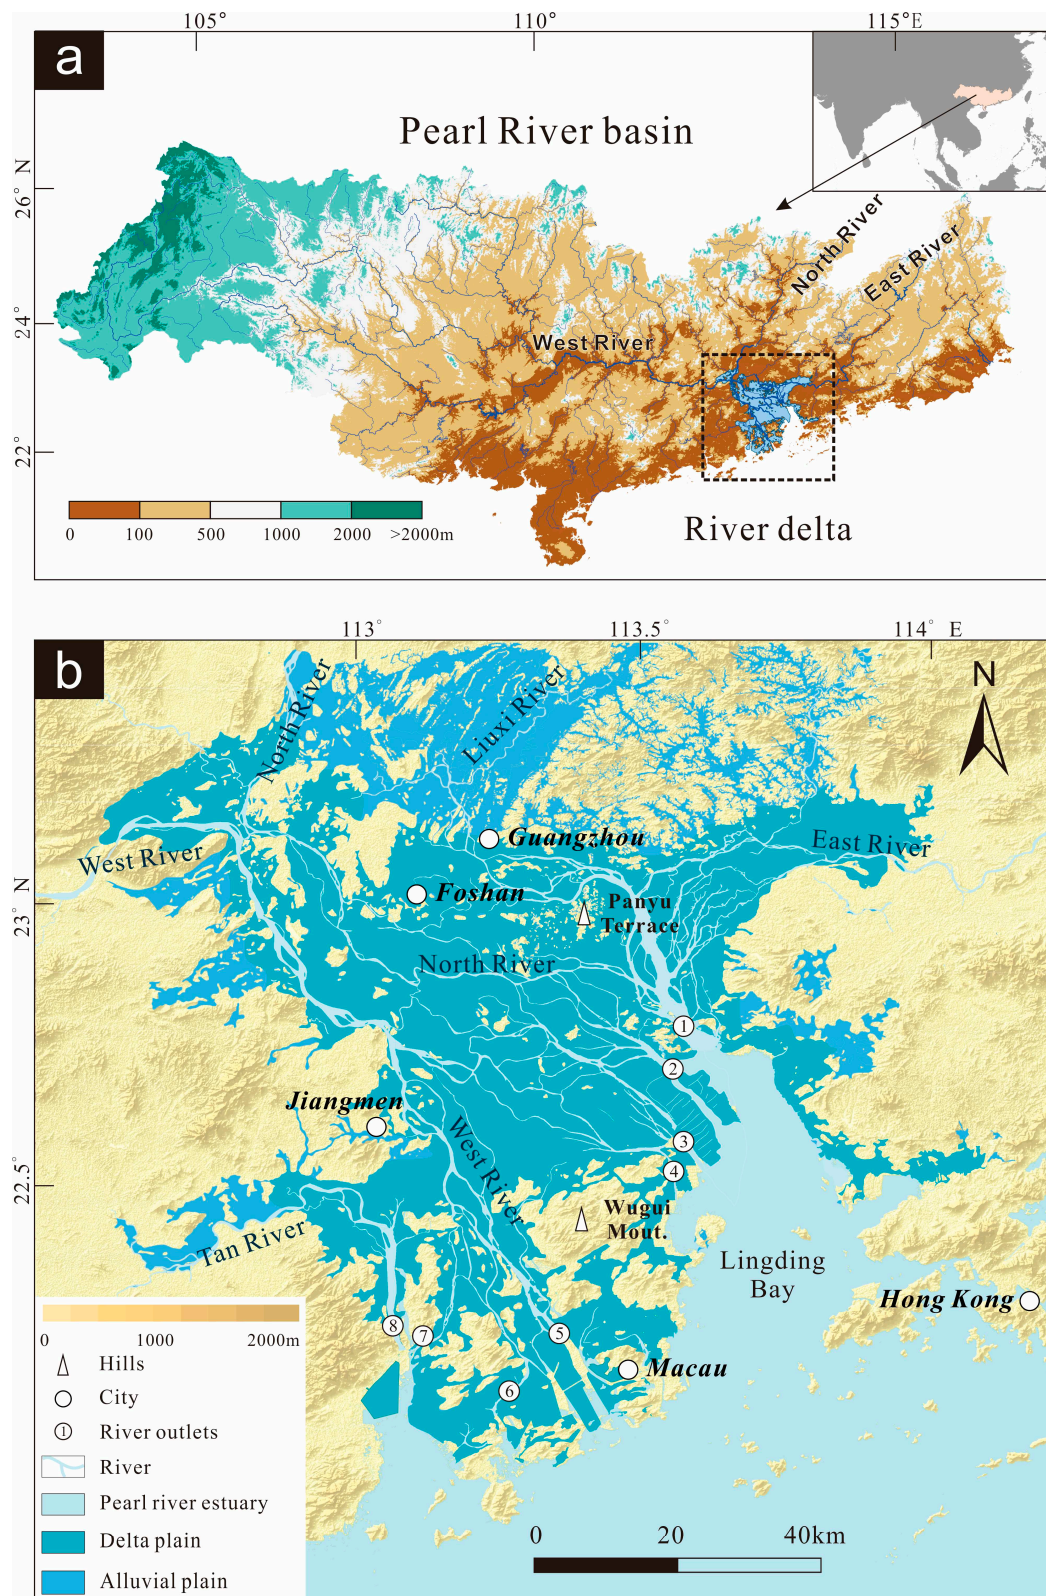 105°
110°
115°E
a
Pearl River basin
26° N
24°
22°
North River
East River
West River
0
100
500
1000
2000
>2000m
River delta
113°
113.5°
114° E
b
N
North River
Liuxi River
Guangzhou
West River
East River
Foshan
Panyu
Terrace
23° N
North River
1
2
Jiangmen
West River
3
4
22.5°
Wugui
Mout.
Tan River
Lingding
Bay
Hong Kong
8
7
5
Macau
6
0
1000
2000m
Hills
City
1
River outlets
River
Pearl river estuary
Delta plain
Alluvial plain
0
20
40km